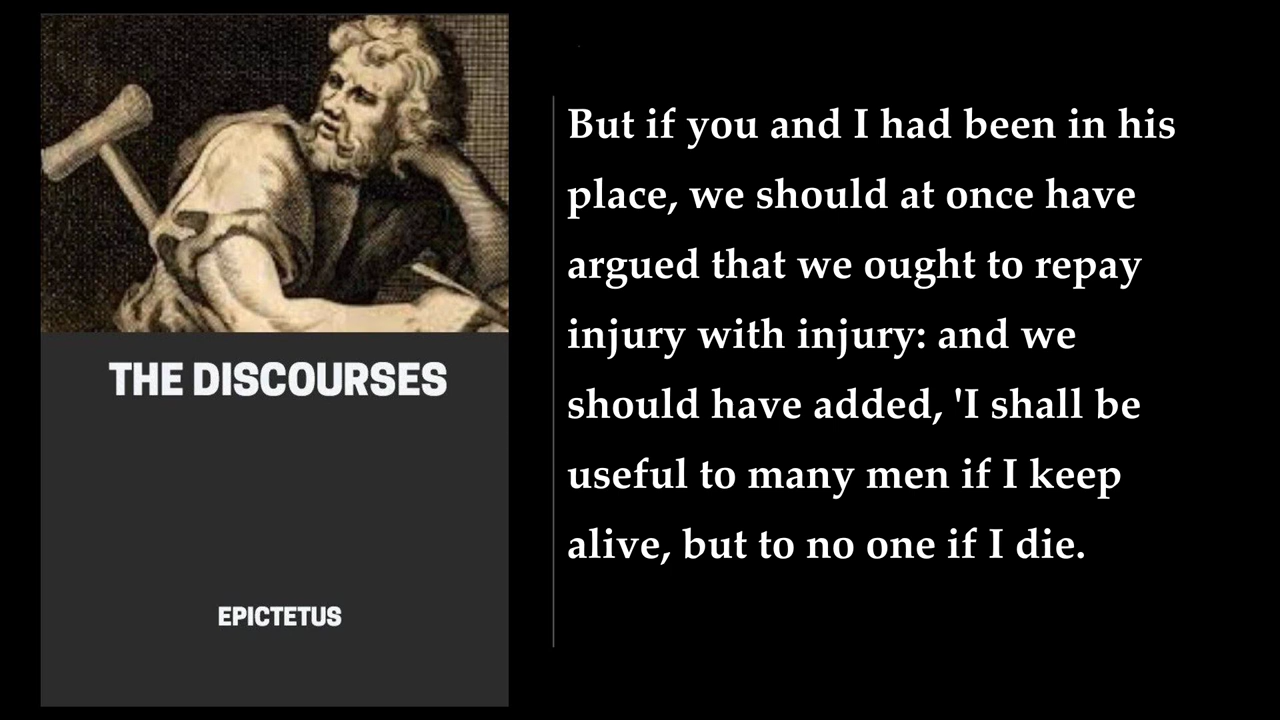 THE DISCOURSES
EPICTETUS
But if you and I had been in his
place, we should at once have
argued that we ought to repay
injury with injury: and we
should have added, 'I shall be
useful to many men if I keep
alive, but to no one if I die.